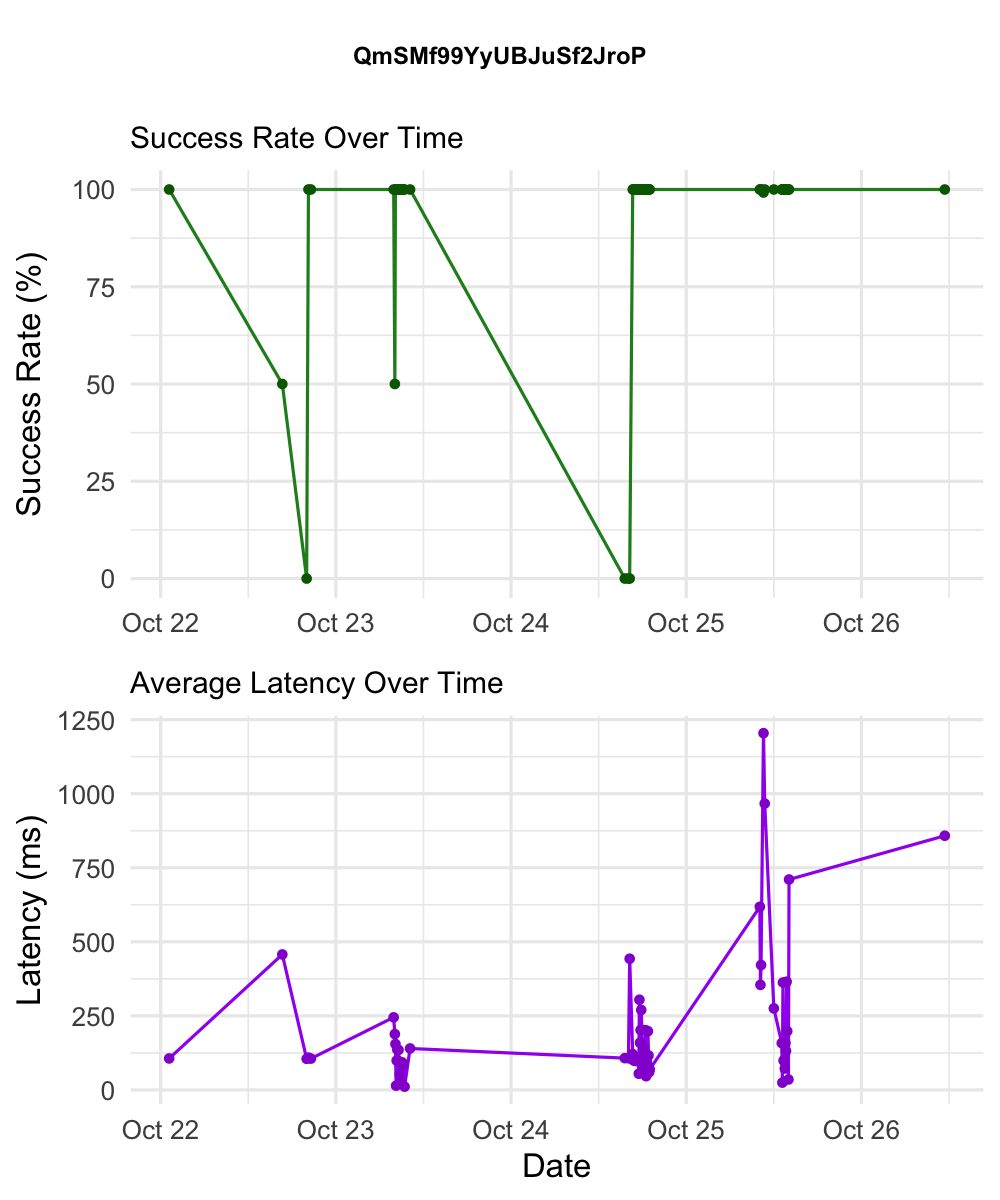 QmSMf99YyUBJuSf2JroP
Success Rate Over Time
Success Rate (%)
100
75
50
25
0
Oct 22 Oct 23 Oct 24 Oct 25 Oct 26
Average Latency Over Time
Latency (ms)
1250
1000
750
500
250
0
Oct 22 Oct 23 Oct 24 Oct 25 Oct 26
Date